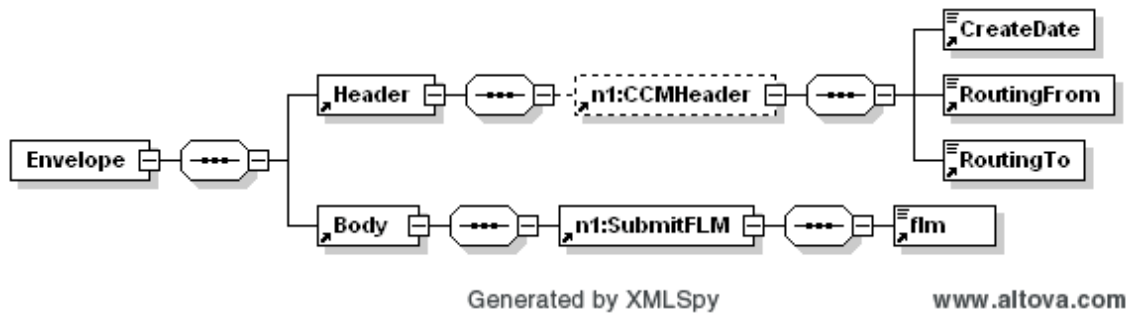 CreateDate
Header
n1:CCMHeader
RoutingFrom
Envelope
RoutingTo
Body
n1:SubmitFLM
flm
Generated by XMLSpy
www.altova.com